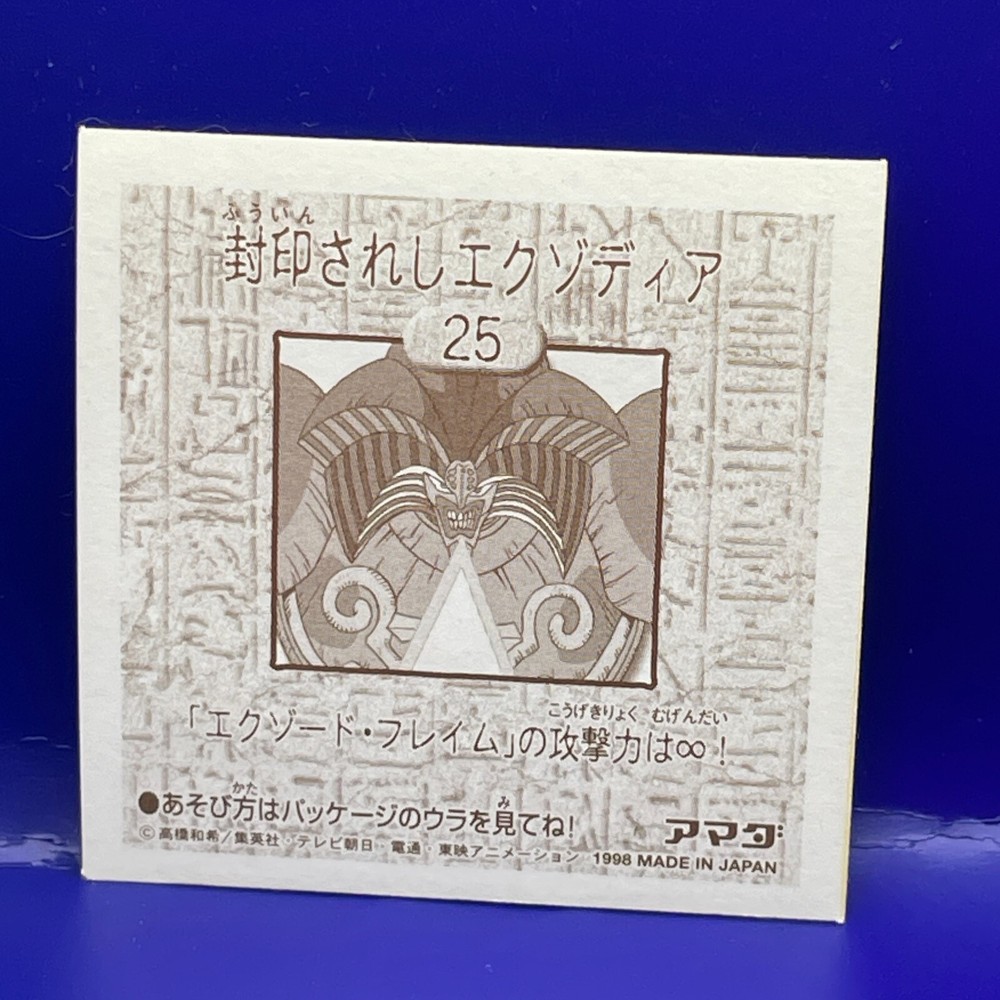 ふういん
封印されしエクゾディア
25
こうげきりょく むげんだい
「エクゾード・フレイム」の攻撃力は∞!
かた み
●あそび方はパッケージのウラを見てね!
アマダ
©高橋和希/集英社・テレビ朝日・電通・東映アニメーション 1998 MADE IN JAPAN